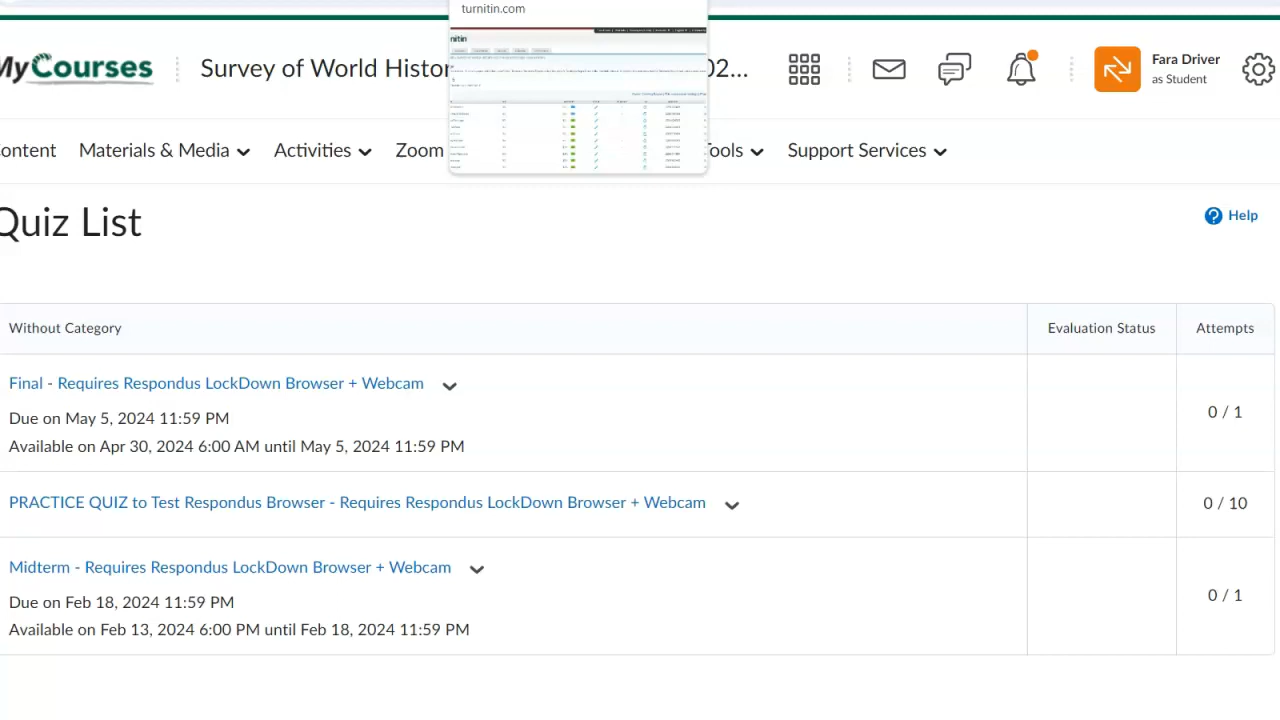 turnitin.com
nitin
MyCourses
Survey of World Histor
02...
Fara Driver
as Student
ontent
Materials & Media
Activities
Zoom
Tools
Support Services
Quiz List
Help
Without Category
Evaluation Status
Attempts
Final - Requires Respondus LockDown Browser + Webcam
Due on May 5, 2024 11:59 PM
Available on Apr 30, 2024 6:00 AM until May 5, 2024 11:59 PM
0 / 1
PRACTICE QUIZ to Test Respondus Browser - Requires Respondus LockDown Browser + Webcam
0 / 10
Midterm - Requires Respondus LockDown Browser + Webcam
Due on Feb 18, 2024 11:59 PM
Available on Feb 13, 2024 6:00 PM until Feb 18, 2024 11:59 PM
0 / 1